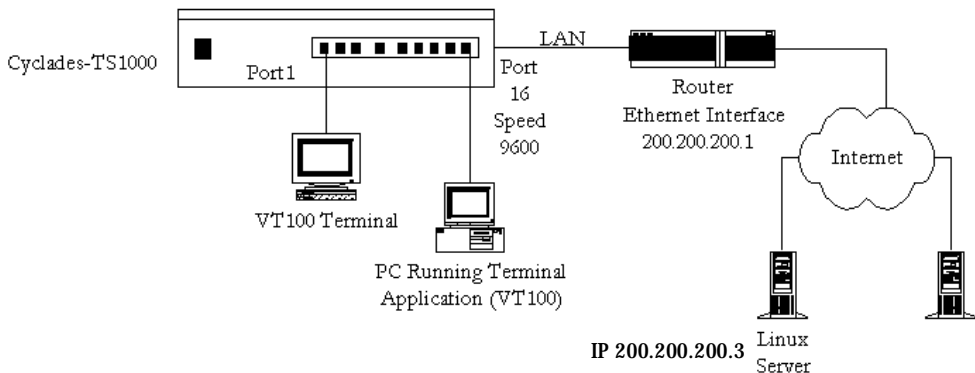 Cyclades-TS1000
Port1
LAN
Port
16
Speed
9600
Router
Ethernet Interface
200.200.200.1
Internet
VT100 Terminal
PC Running Terminal
Application (VT100)
IP 200.200.200.3
Linux
Server